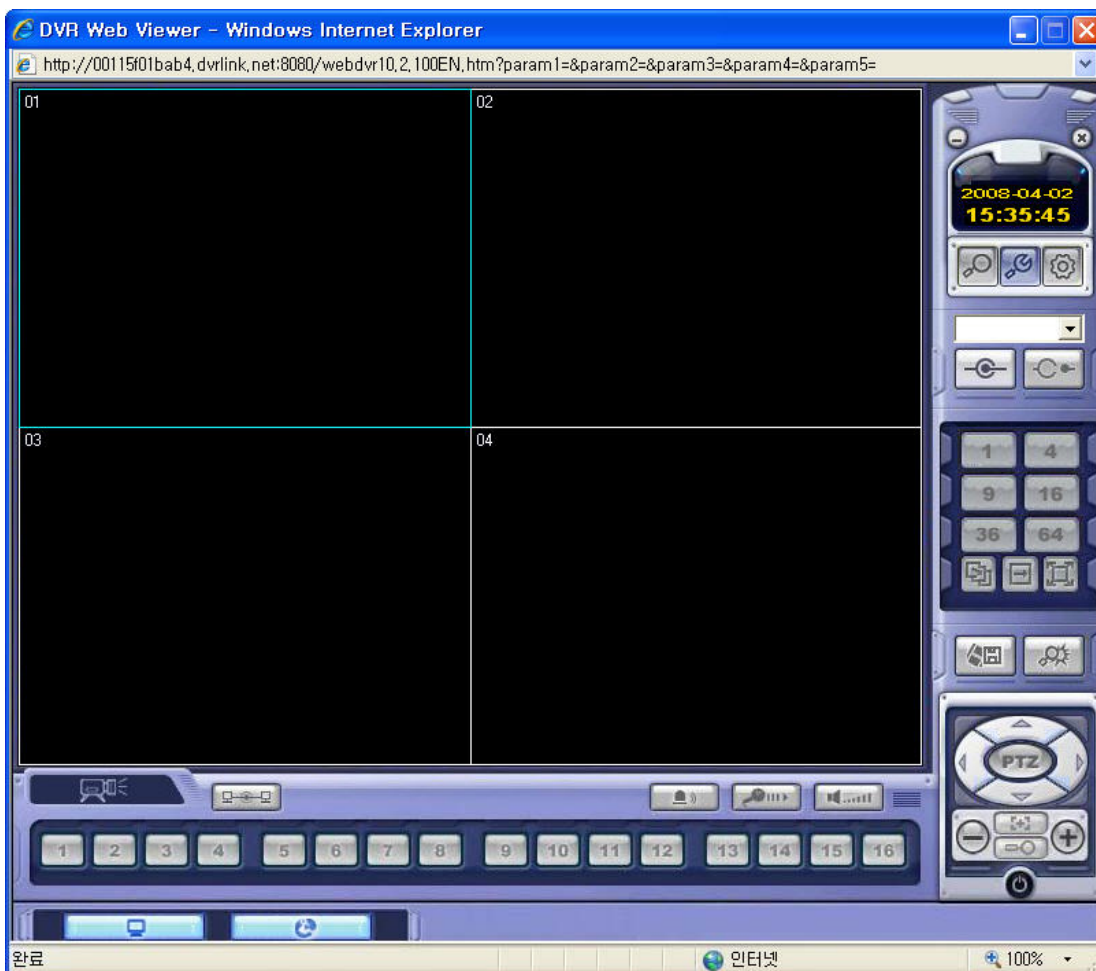 DVR Web Viewer - Windows Internet Explorer
http://00115f01bab4.dvrlink.net:8080/webdvr10,2,100EN.htm?param1=&param2=&param3=&param4=&param5=
01
02
2008-04-02
15:35:45
03
04
1 4
9 16
36 64
PTZ
1 2 3 4 5 6 7 8 9 10 11 12 13 14 15 16
완료
인터넷
100%